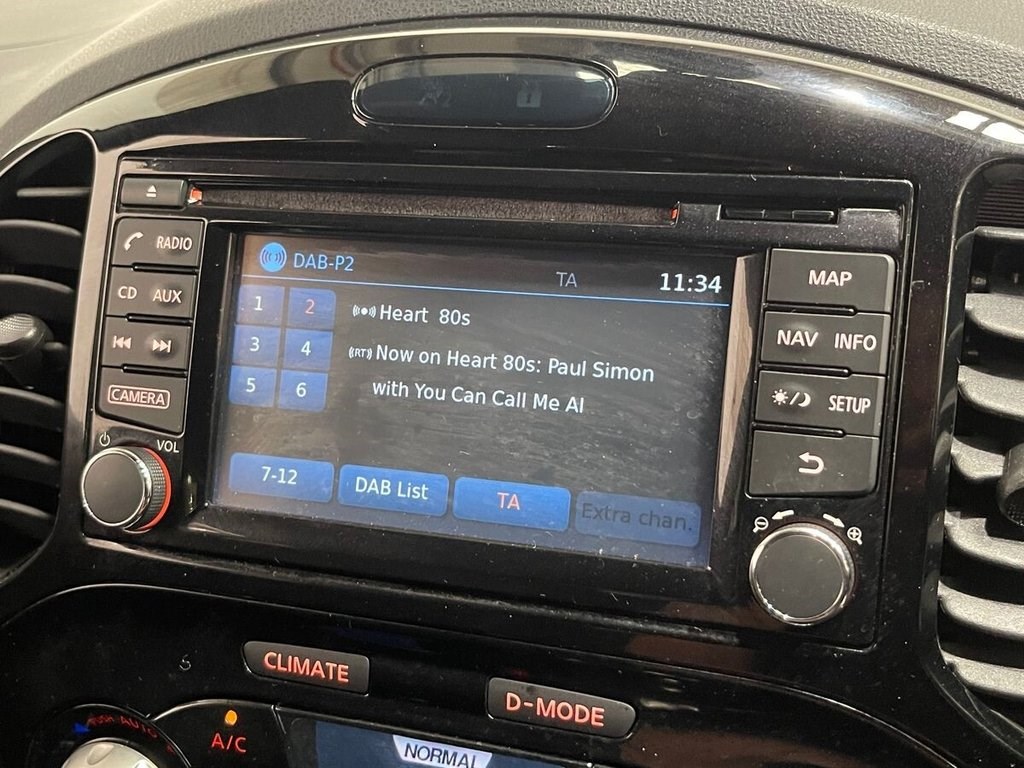 RADIO
CD AUX
CAMERA
VOL
DAB-P2
TA
11:34
1 2
3 4
5 6
Heart 80s
(RT) Now on Heart 80s: Paul Simon
with You Can Call Me Al
7-12
DAB List
TA
Extra chan.
MAP
NAV INFO
SETUP
CLIMATE
D-MODE
A/C
NORMAL